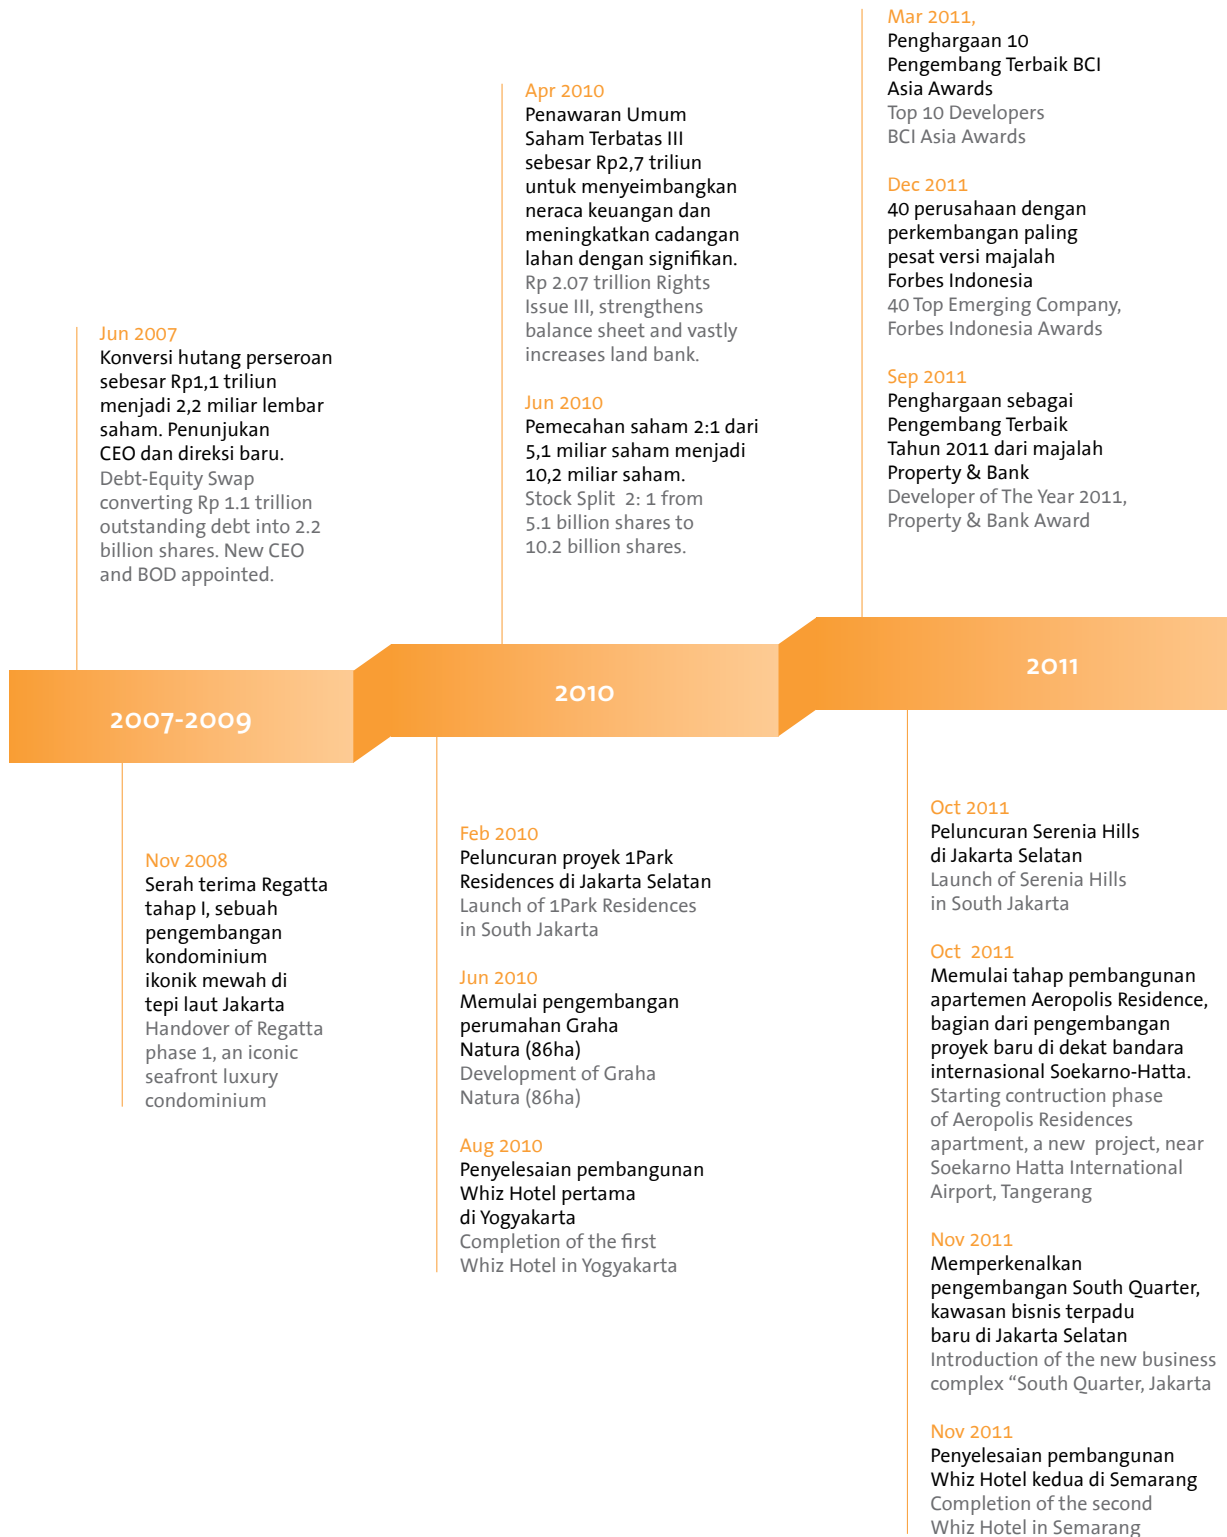 Jun 2007
Konversi hutang perseroan
sebesar Rp1,1 triliun
menjadi 2,2 miliar lembar
saham. Penunjukan
CEO dan direksi baru.
Debt-Equity Swap
converting Rp 1.1 trillion
outstanding debt into 2.2
billion shares. New CEO
and BOD appointed.
Apr 2010
Penawaran Umum
Saham Terbatas III
sebesar Rp2,7 triliun
untuk menyeimbangkan
neraca keuangan dan
meningkatkan cadangan
lahan dengan signifikan.
Rp 2.07 trillion Rights
Issue III, strengthens
balance sheet and vastly
increases land bank.
Jun 2010
Pemecahan saham 2:1 dari
5,1 miliar saham menjadi
10,2 miliar saham.
Stock Split  2: 1 from
5.1 billion shares to
10.2 billion shares.
Mar 2011,
Penghargaan 10
Pengembang Terbaik BCI
Asia Awards
Top 10 Developers
BCI Asia Awards
Dec 2011
40 perusahaan dengan
perkembangan paling
pesat versi majalah
Forbes Indonesia
40 Top Emerging Company,
Forbes Indonesia Awards
Sep 2011
Penghargaan sebagai
Pengembang Terbaik
Tahun 2011 dari majalah
Property & Bank
Developer of The Year 2011,
Property & Bank Award
2007-2009
2010
2011
Nov 2008
Serah terima Regatta
tahap I, sebuah
pengembangan
kondominium
ikonik mewah di
tepi laut Jakarta
Handover of Regatta
phase 1, an iconic
seafront luxury
condominium
Feb 2010
Peluncuran proyek 1Park
Residences di Jakarta Selatan
Launch of 1Park Residences
in South Jakarta
Jun 2010
Memulai pengembangan
perumahan Graha
Natura (86ha)
Development of Graha
Natura (86ha)
Aug 2010
Penyelesaian pembangunan
Whiz Hotel pertama
di Yogyakarta
Completion of the first
Whiz Hotel in Yogyakarta
Oct 2011
Peluncuran Serenia Hills
di Jakarta Selatan
Launch of Serenia Hills
in South Jakarta
Oct  2011
Memulai tahap pembangunan
apartemen Aeropolis Residence,
bagian dari pengembangan
proyek baru di dekat bandara
internasional Soekarno-Hatta.
Starting contruction phase
of Aeropolis Residences
apartment, a new  project, near
Soekarno Hatta International
Airport, Tangerang
Nov 2011
Memperkenalkan
pengembangan South Quarter,
kawasan bisnis terpadu
baru di Jakarta Selatan
Introduction of the new business
complex “South Quarter, Jakarta
Nov 2011
Penyelesaian pembangunan
Whiz Hotel kedua di Semarang
Completion of the second
Whiz Hotel in Semarang